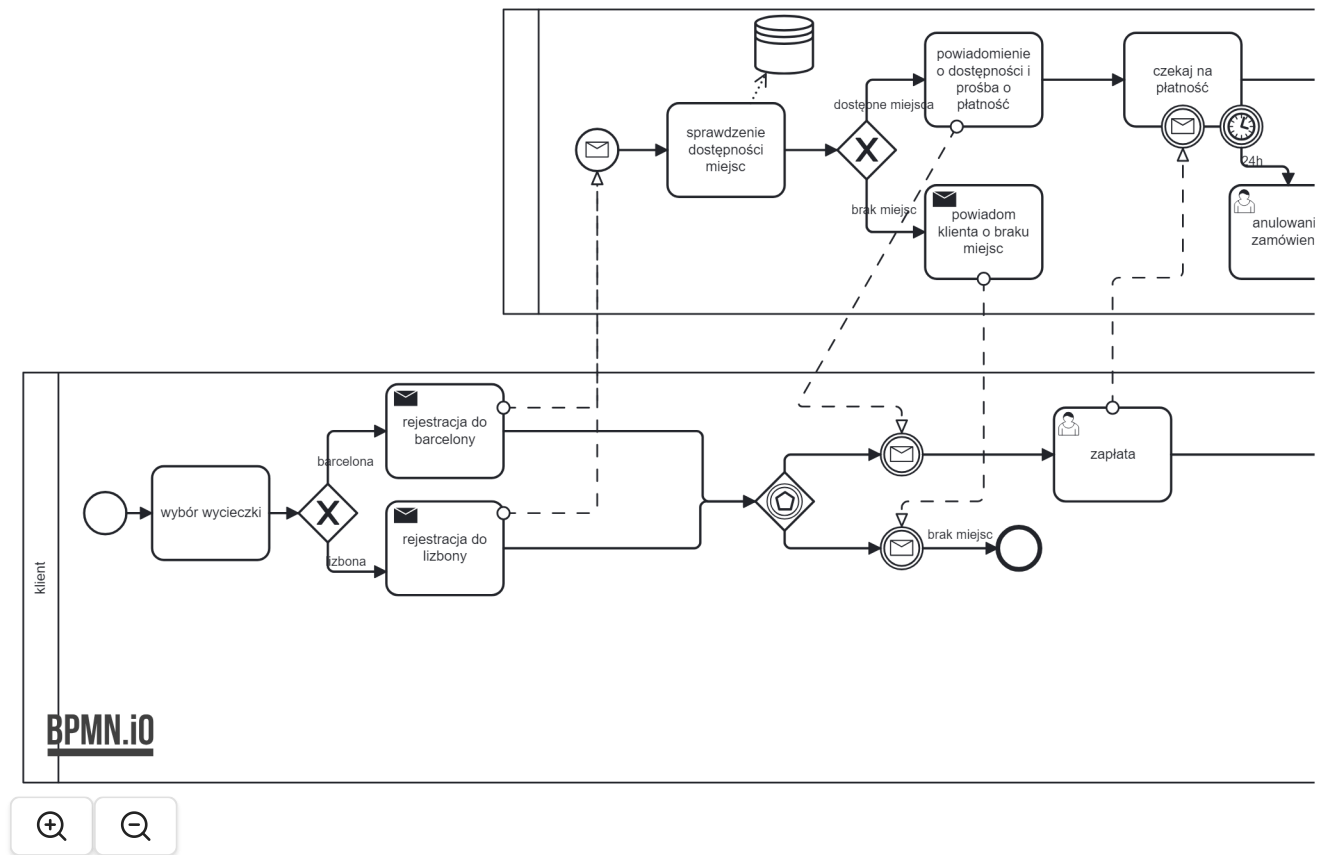 powiadomienie
o dostępności i
prośba o
płatność
czekaj na
płatność
dostępne miejsca
sprawdzenie
dostępności
miejsc
24h
brak miejsc
powiadom
klienta o braku
miejsc
anulowani
zamówien
rejestracja do
barcelony
barcelona
zapłata
wybór wycieczki
rejestracja do
lizbony
lizbona
brak miejsc
klient
BPMN.iO